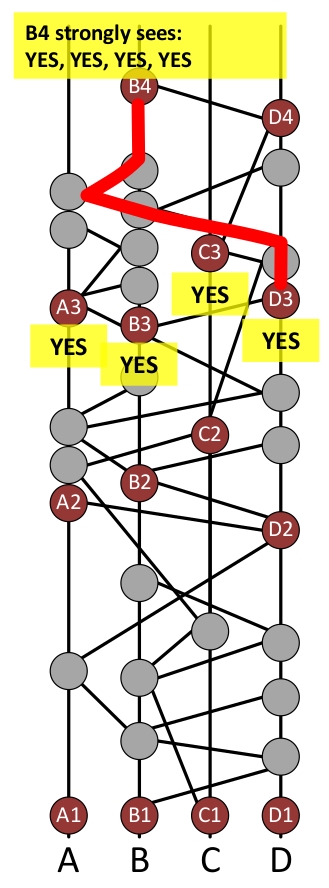 B4 strongly sees:
YES, YES, YES, YES
B4
D4
C3
YES
D3
YES
A3
YES
B3
YES
C2
B2
A2
D2
A1 B1 C1 D1
A B C D